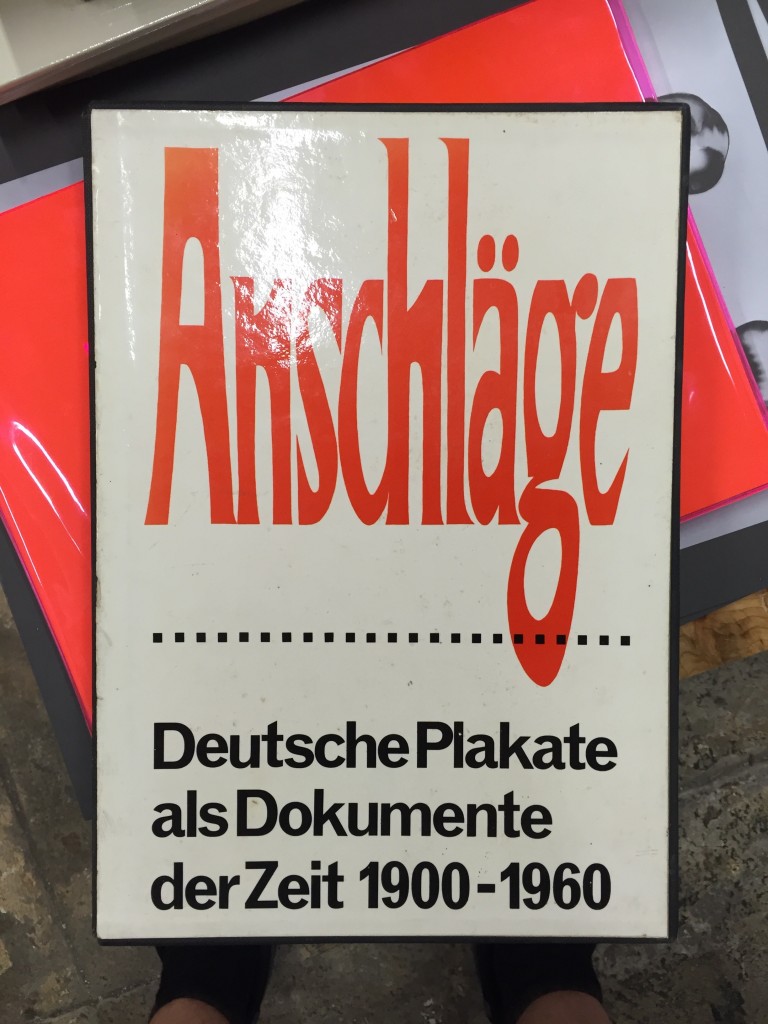 Anschläge
Deutsche Plakate
als Dokumente
der Zeit 1900-1960